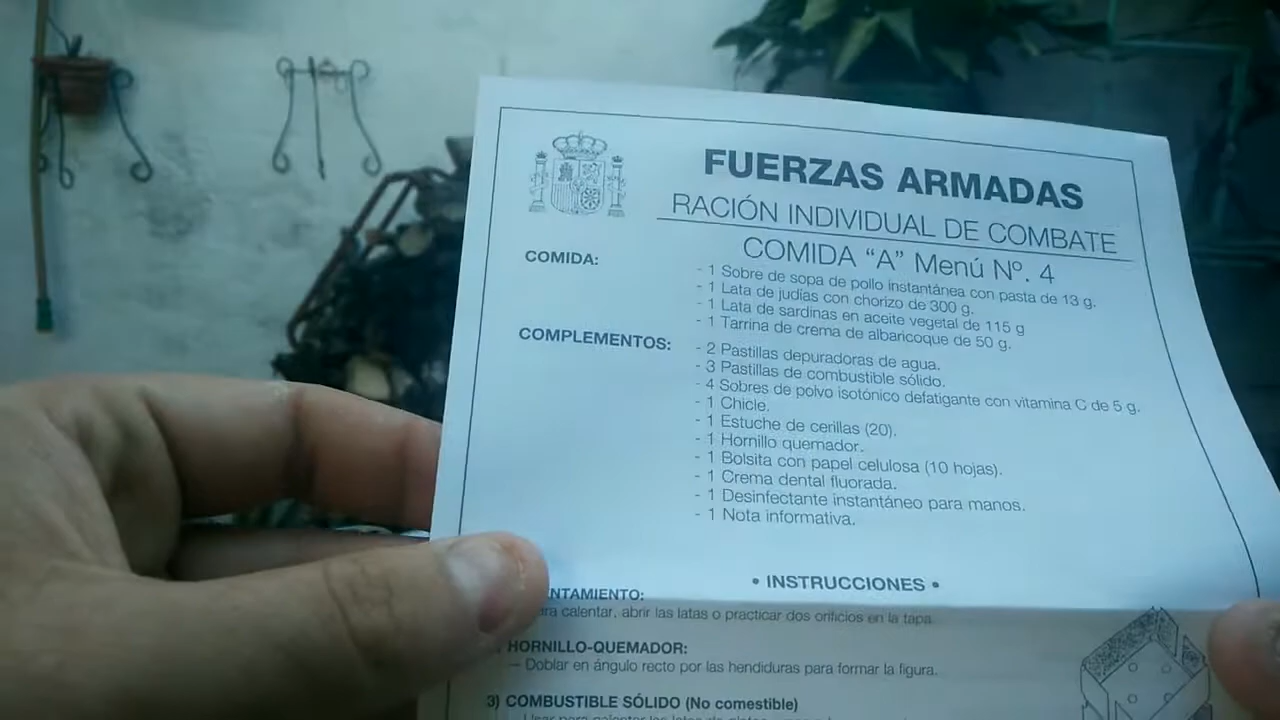 FUERZAS ARMADAS
RACIÓN INDIVIDUAL DE COMBATE
COMIDA “A” Menú Nº. 4
COMIDA:
- 1 Sobre de sopa de pollo instantánea con pasta de 13 g.
- 1 Lata de judías con chorizo de 300 g.
- 1 Lata de sardinas en aceite vegetal de 115 g
- 1 Tarrina de crema de albaricoque de 50 g.
COMPLEMENTOS:
- 2 Pastillas depuradoras de agua.
- 3 Pastillas de combustible sólido.
- 4 Sobres de polvo isotónico defatigante con vitamina C de 5 g.
- 1 Chicle.
- 1 Estuche de cerillas (20).
- 1 Hornillo quemador.
- 1 Bolsita con papel celulosa (10 hojas).
- 1 Crema dental fluorada.
- 1 Desinfectante instantáneo para manos.
- 1 Nota informativa.
• INSTRUCCIONES •
NTAMIENTO:
ra calentar, abrir las latas o practicar dos orificios en la tapa.
HORNILLO-QUEMADOR:
– Doblar en ángulo recto por las hendiduras para formar la figura.
3) COMBUSTIBLE SÓLIDO (No comestible)